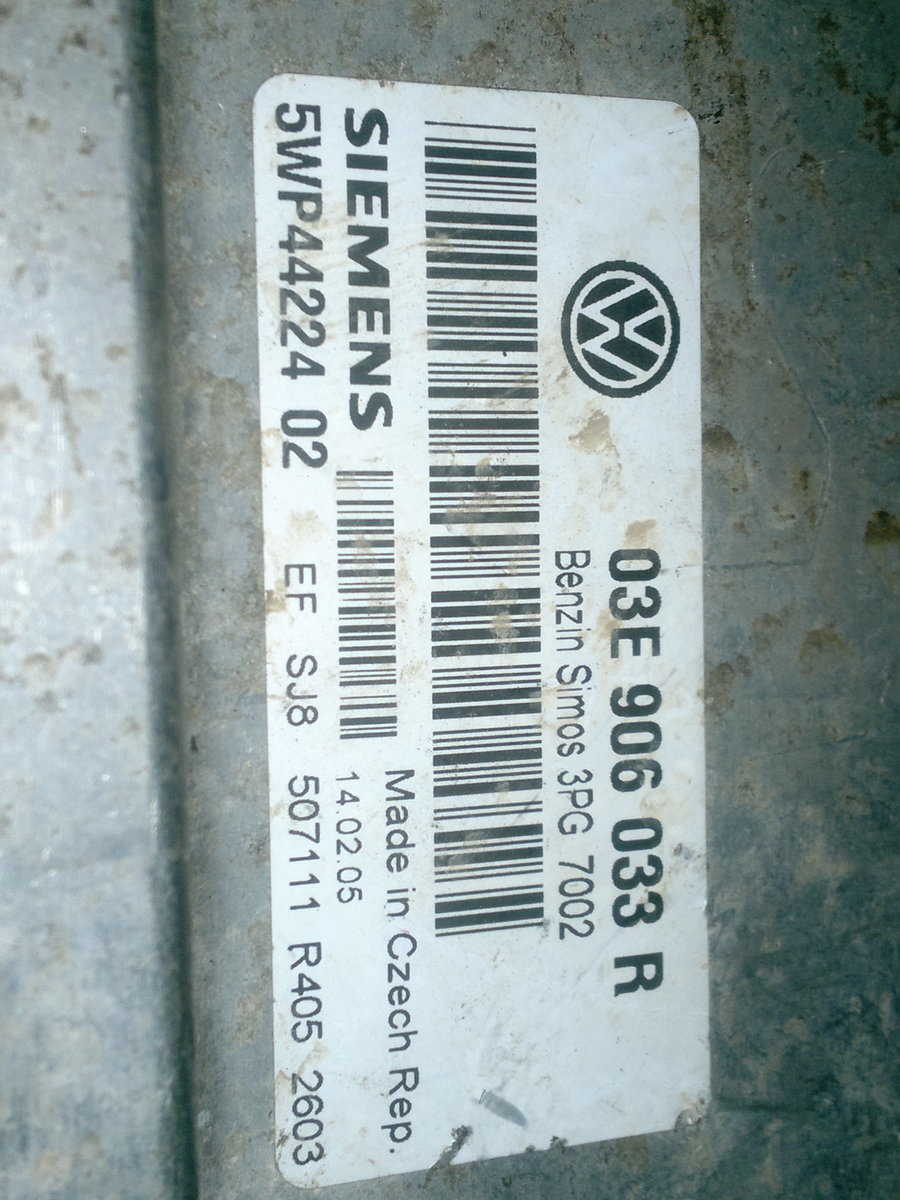 03E 906 033 R
Benzin Simos 3PG 7002
SIEMENS
Made in Czech Rep.
14.02.05
5WP44224 02 EF SJ8 507111 R405 2603